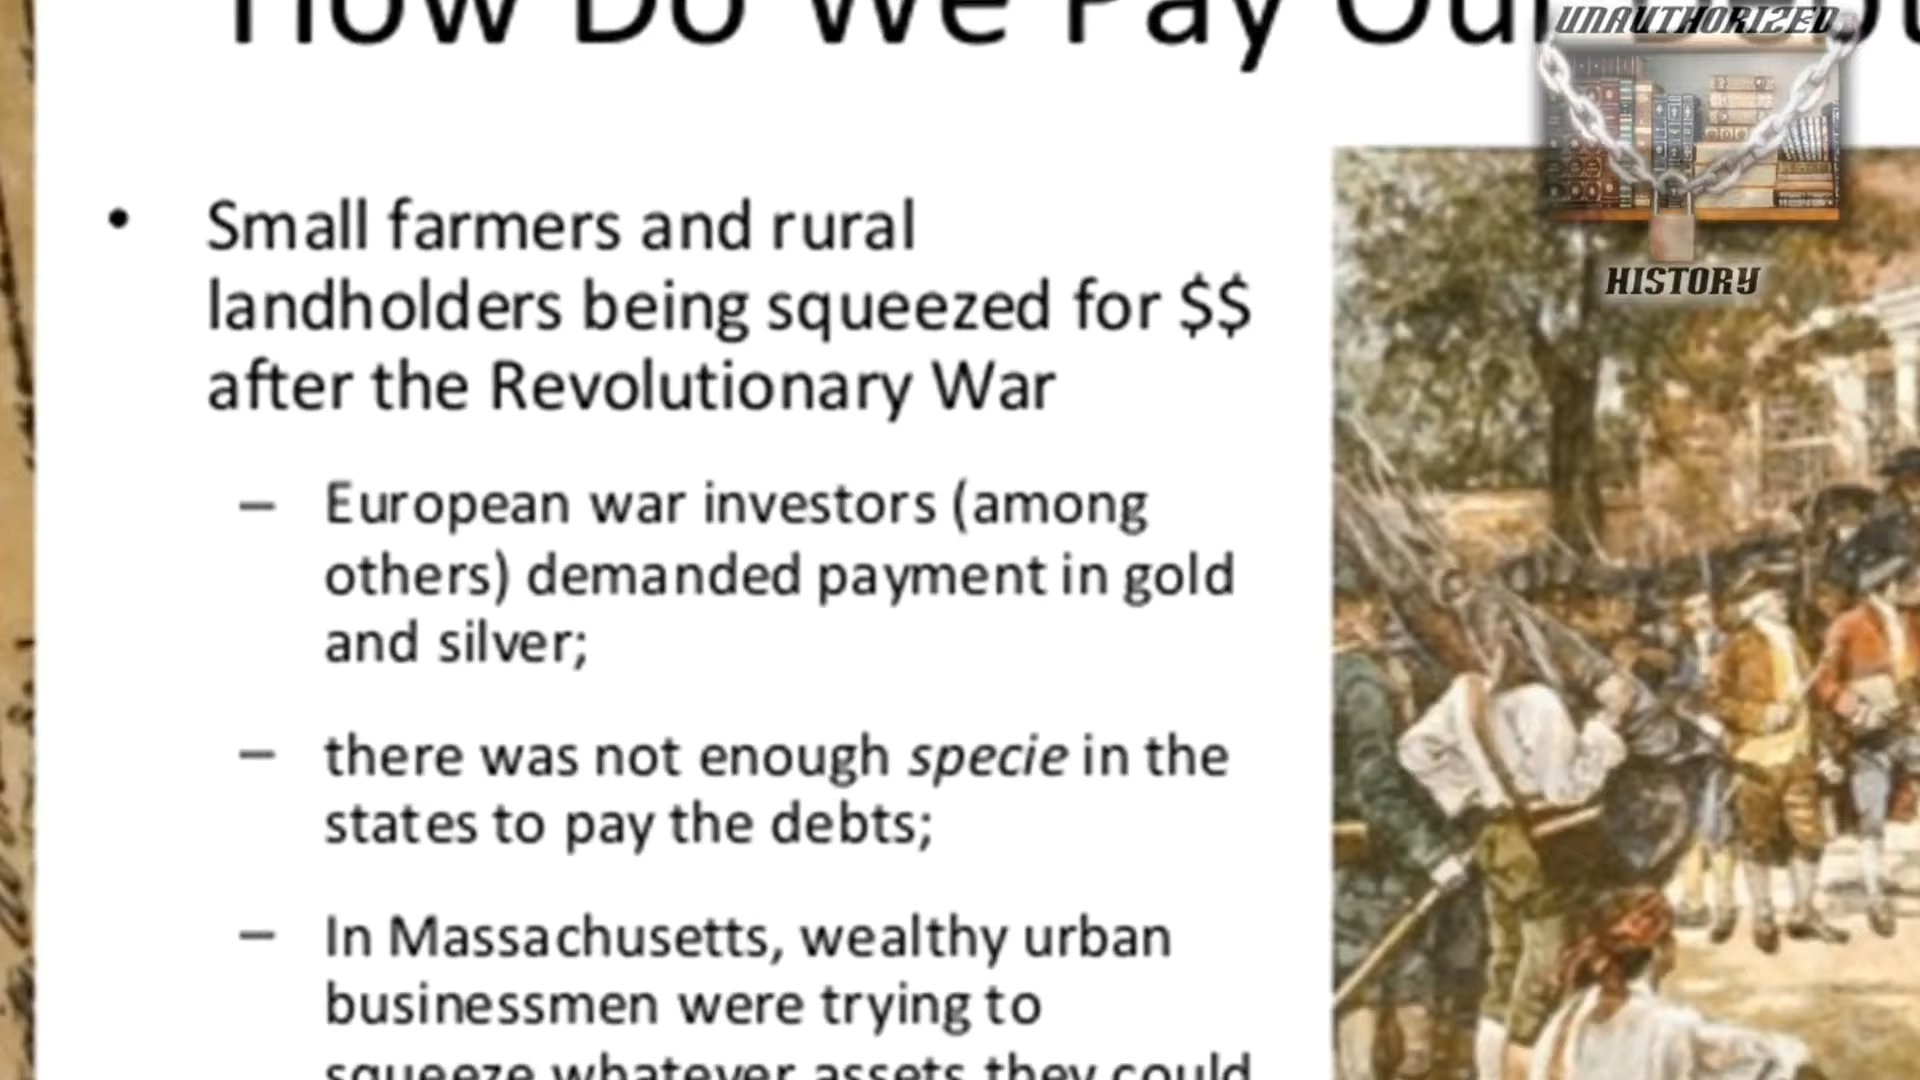 How Do We Pay Our
UNAUTHORIZED
HISTORY
• Small farmers and rural
landholders being squeezed for $$
after the Revolutionary War
– European war investors (among
others) demanded payment in gold
and silver;
– there was not enough specie in the
states to pay the debts;
– In Massachusetts, wealthy urban
businessmen were trying to
squeeze whatever assets they could